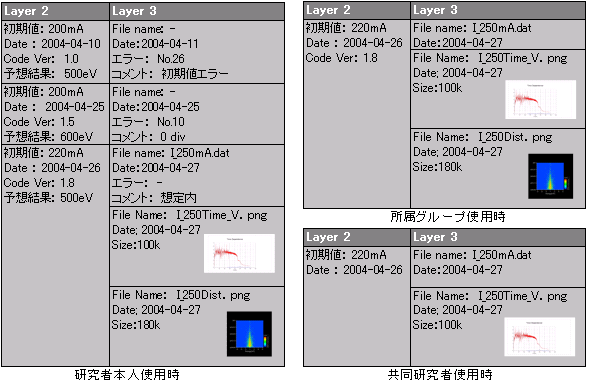 Layer 2
Layer 3
初期値: 200mA
Date : 2004-04-10
Code Ver: 1.0
予想結果: 500eV
File name: -
Date:2004-04-11
エラー: No.26
コメント: 初期値エラー
初期値: 200mA
Date : 2004-04-25
Code Ver: 1.5
予想結果: 600eV
File name: -
Date:2004-04-25
エラー: No.10
コメント: 0 div
初期値: 220mA
Date : 2004-04-26
Code Ver: 1.8
予想結果: 500eV
File name: I_250mA.dat
Date:2004-04-27
エラー: -
コメント: 想定内
File Name: I_250Time_V. png
Date; 2004-04-27
Size:100k
File Name: I_250Dist. png
Date; 2004-04-27
Size:180k
研究者本人使用時
Layer 2
Layer 3
初期値: 220mA
Date : 2004-04-26
Code Ver: 1.8
File name: I_250mA.dat
Date:2004-04-27
File Name: I_250Time_V. png
Date; 2004-04-27
Size:100k
File Name: I_250Dist. png
Date; 2004-04-27
Size:180k
所属グループ使用時
Layer 2
Layer 3
初期値: 220mA
Date : 2004-04-26
File name: I_250mA.dat
Date:2004-04-27
File Name: I_250Time_V. png
Date; 2004-04-27
Size:100k
共同研究者使用時